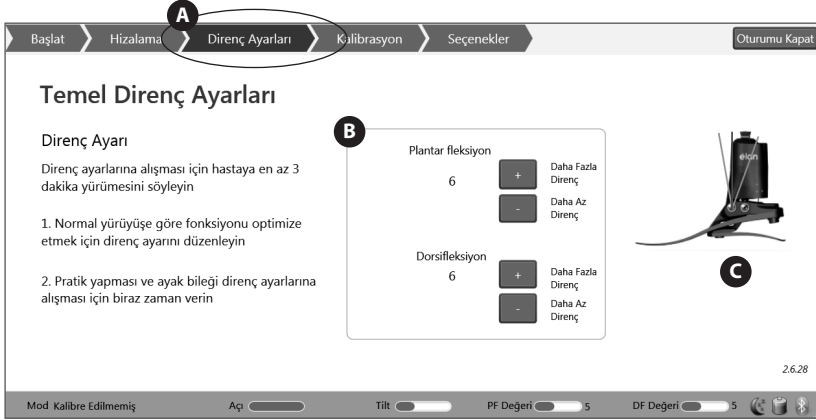 A
Başlat Hizalama Direnç Ayarları Kalibrasyon Seçenekler Oturumu Kapat
Temel Direnç Ayarları
Direnç Ayarı
Direnç ayarlarına alışması için hastaya en az 3
dakika yürümesini söyleyin
1. Normal yürüyüşe göre fonksiyonu optimize
etmek için direnç ayarını düzenleyin
2. Pratik yapması ve ayak bileği direnç ayarlarına
alışması için biraz zaman verin
B
Plantar fleksiyon
6
+ Daha Fazla
Direnç
- Daha Az
Direnç
Dorsifleksiyon
6
+ Daha Fazla
Direnç
- Daha Az
Direnç
élan
C
2.6.28
Mod Kalibre Edilmemiş Açı Tilt PF Değeri 5 DF Değeri 5